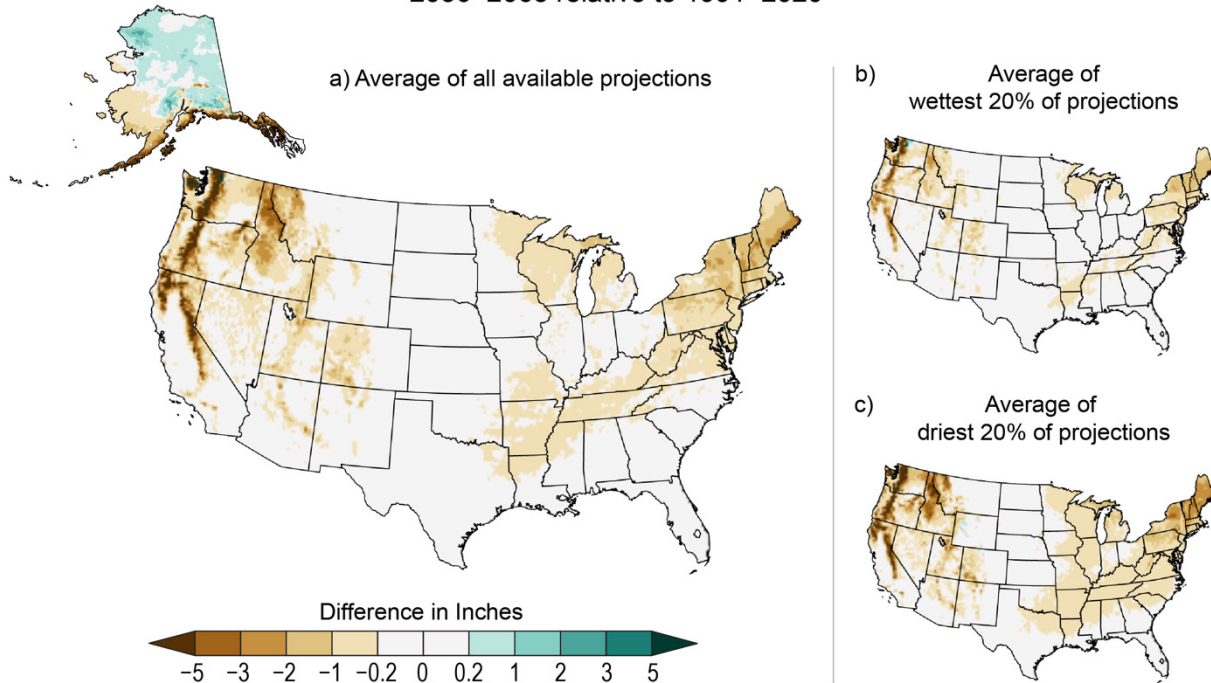 a) Average of all available projections
b) Average of
wettest 20% of projections
c) Average of
driest 20% of projections
Difference in Inches
−5 −3 −2 −1 −0.2 0 0.2 1 2 3 5